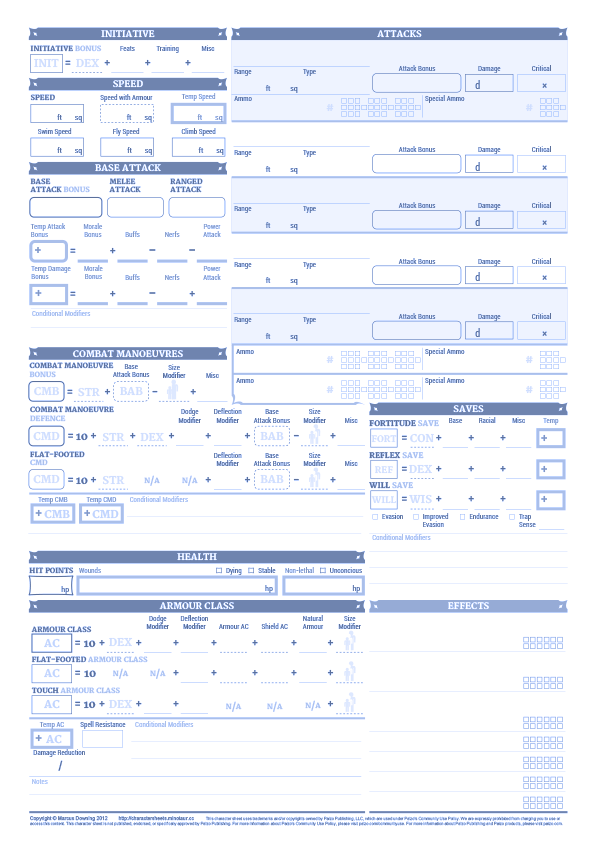 INITIATIVE
INITIATIVE BONUS Feats Training Misc
INIT = DEX + + +
SPEED
SPEED Speed with Armour Temp Speed
ft sq ft sq ft sq
Swim Speed Fly Speed Climb Speed
ft sq ft sq ft sq
BASE ATTACK
BASE ATTACK BONUS MELEE ATTACK RANGED ATTACK
Temp Attack Bonus Morale Bonus Buffs Nerfs Power Attack
+ = + − −
Temp Damage Bonus Morale Bonus Buffs Nerfs Power Attack
+ = + − +
Conditional Modifiers
ATTACKS
Range Type Attack Bonus Damage Critical
ft sq d ×
Ammo # Special Ammo #
Range Type Attack Bonus Damage Critical
ft sq d ×
Range Type Attack Bonus Damage Critical
ft sq d ×
Range Type Attack Bonus Damage Critical
ft sq d ×
Range Type Attack Bonus Damage Critical
ft sq d ×
Ammo # Special Ammo #
Ammo # Special Ammo #
COMBAT MANOEUVRES
COMBAT MANOEUVRE BONUS Base Attack Bonus Size Modifier Misc
CMB = STR + BAB − +
COMBAT MANOEUVRE DEFENCE Dodge Modifier Deflection Modifier Base Attack Bonus Size Modifier Misc
CMD = 10 + STR + DEX + + + BAB − +
FLAT-FOOTED CMD Deflection Modifier Base Attack Bonus Size Modifier Misc
CMD = 10 + STR N/A N/A + + BAB − +
Temp CMB Temp CMD Conditional Modifiers
+ CMB + CMD
SAVES
FORTITUDE SAVE Base Racial Misc Temp
FORT = CON + + + +
REFLEX SAVE
REF = DEX + + + +
WILL SAVE
WILL = WIS + + + +
Evasion Improved Evasion Endurance Trap Sense
Conditional Modifiers
HEALTH
HIT POINTS Wounds Dying Stable Non-lethal Unconcious
hp hp hp
ARMOUR CLASS
ARMOUR CLASS Dodge Modifier Deflection Modifier Armour AC Shield AC Natural Armour Size Modifier
AC = 10 + DEX + + + + + +
FLAT-FOOTED ARMOUR CLASS
AC = 10 N/A N/A + + + + +
TOUCH ARMOUR CLASS
AC = 10 + DEX + + N/A N/A N/A +
Temp AC Spell Resistance Conditional Modifiers
+ AC
Damage Reduction
/
Notes
EFFECTS
Copyright © Marcus Downing 2012 http://charactersheets.minotaur.cc This character sheet uses trademarks and/or copyrights owned by Paizo Publishing, LLC, which are used under Paizo's Community Use Policy. We are expressly prohibited from charging you to use or
access this content. This character sheet is not published, endorsed, or specifically approved by Paizo Publishing. For more information about Paizo's Community Use Policy, please visit paizo.com/communityuse. For more information about Paizo Publishing and Paizo products, please visit paizo.com.